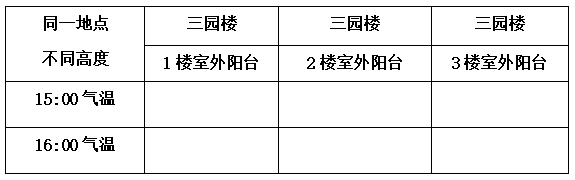 同一地点
不同高度
三园楼
三园楼
三园楼
1楼室外阳台
2楼室外阳台
3楼室外阳台
15:00气温
16:00气温